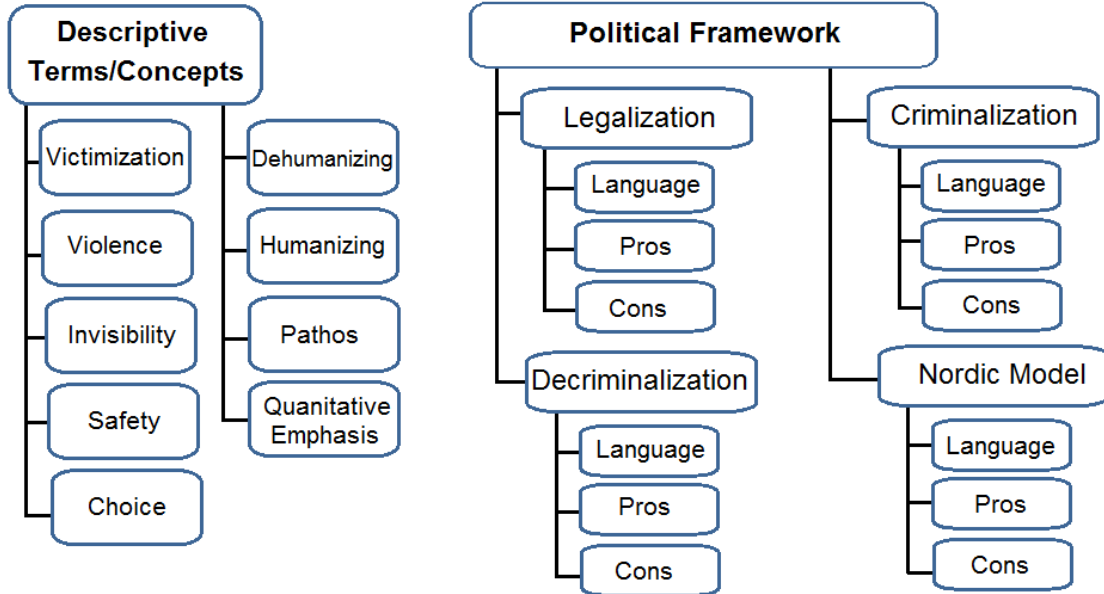 Descriptive
Terms/Concepts
Victimization
Violence
Invisibility
Safety
Choice
Dehumanizing
Humanizing
Pathos
Quanitative
Emphasis
Political Framework
Legalization
Language
Pros
Cons
Decriminalization
Language
Pros
Cons
Criminalization
Language
Pros
Cons
Nordic Model
Language
Pros
Cons